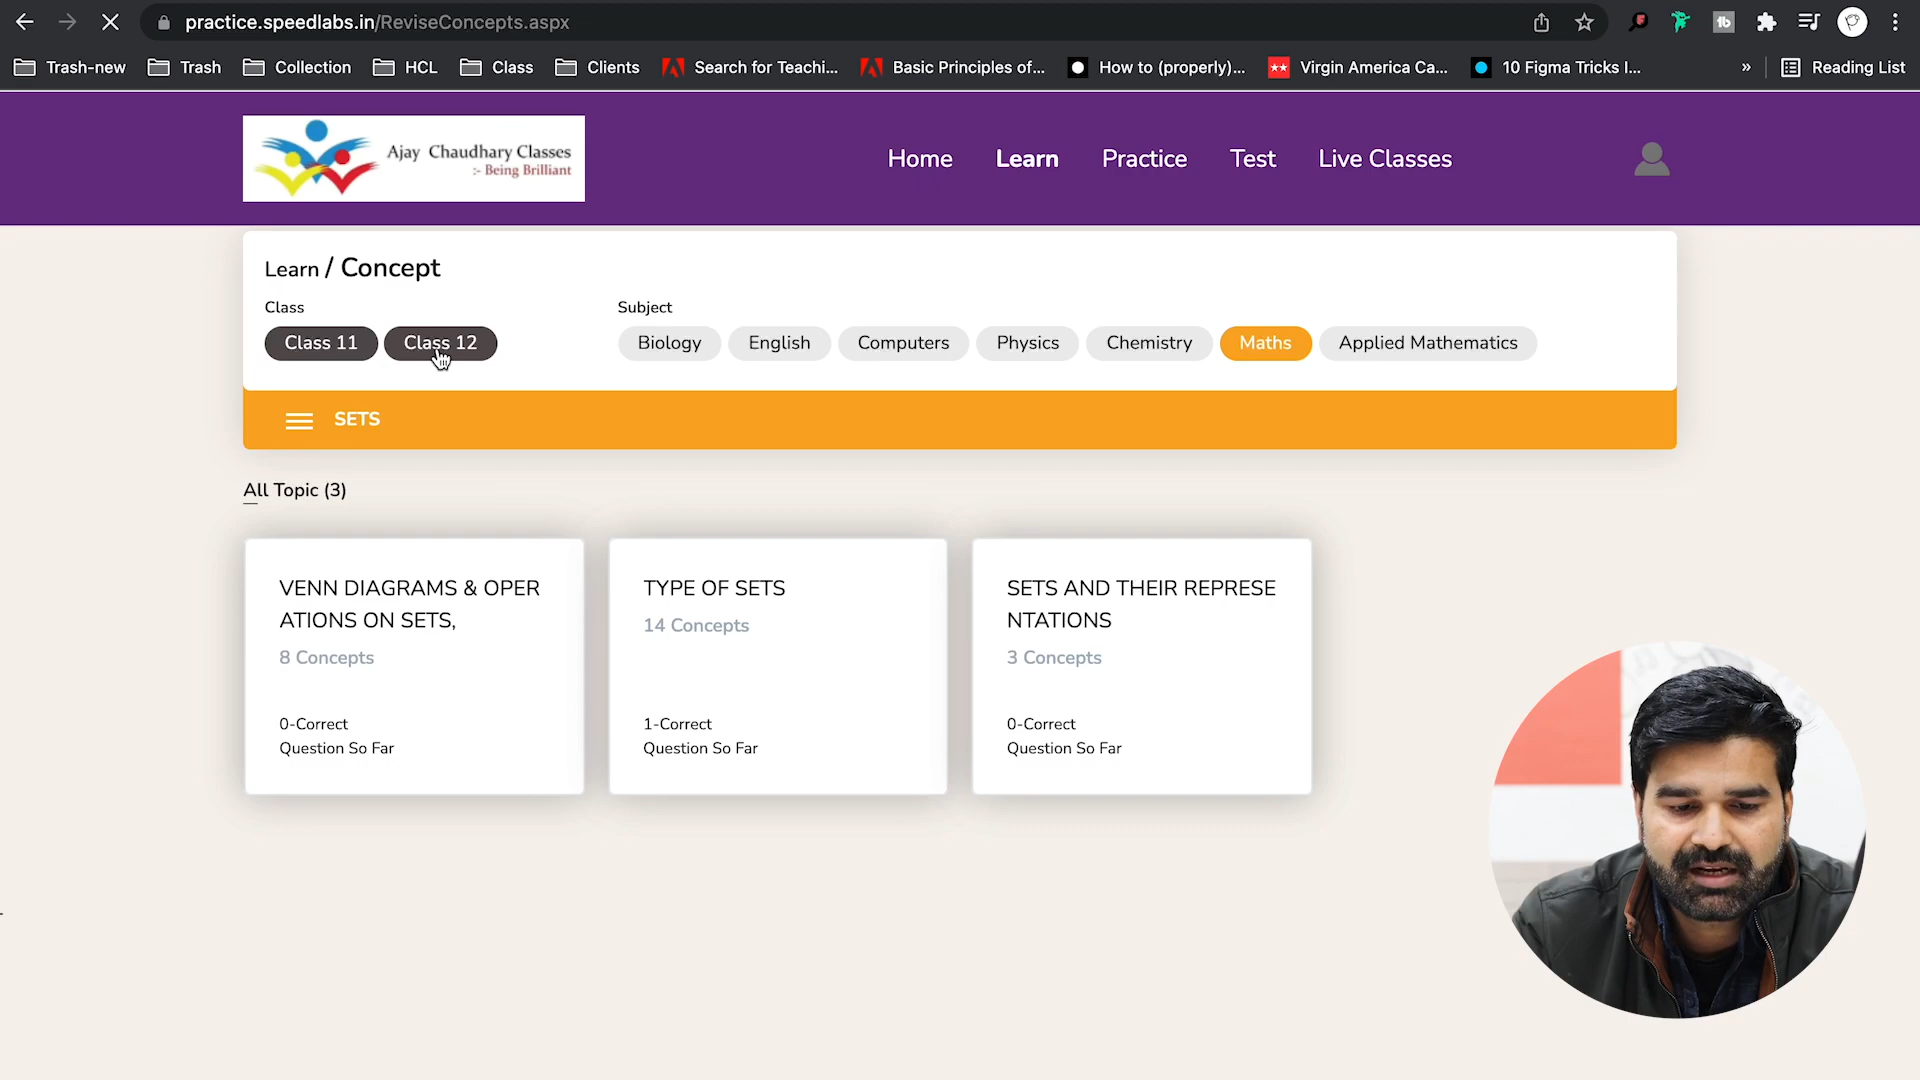 practice.speedlabs.in/ReviseConcepts.aspx
Trash-new Trash Collection HCL Class Clients Search for Teachi... Basic Principles of... How to (properly)... Virgin America Ca... 10 Figma Tricks I... » Reading List
Ajay Chaudhary Classes
:- Being Brilliant
Home Learn Practice Test Live Classes
Learn / Concept
Class Subject
Class 11 Class 12 Biology English Computers Physics Chemistry Maths Applied Mathematics
SETS
All Topic (3)
VENN DIAGRAMS & OPER
ATIONS ON SETS,
8 Concepts
0-Correct
Question So Far
TYPE OF SETS
14 Concepts
1-Correct
Question So Far
SETS AND THEIR REPRESE
NTATIONS
3 Concepts
0-Correct
Question So Far